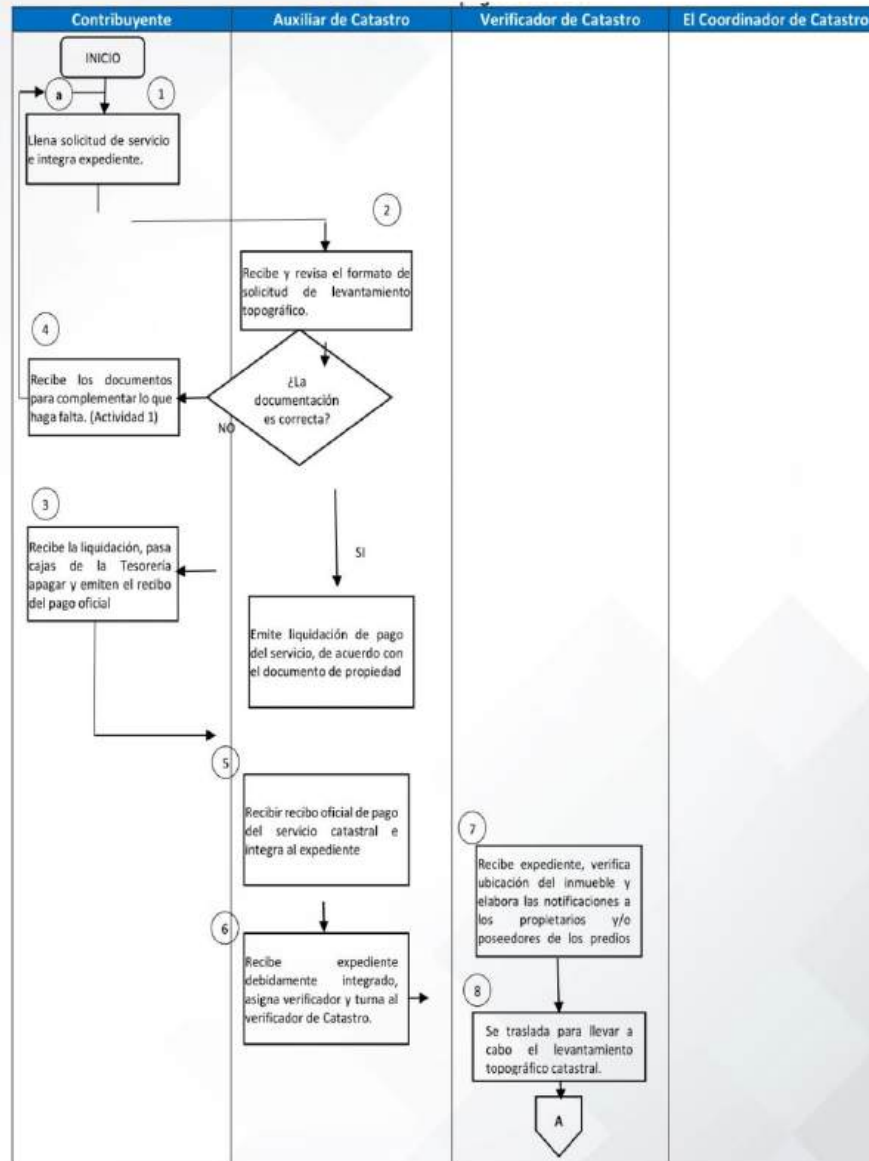 Contribuyente
Auxiliar de Catastro
Verificador de Catastro
El Coordinador de Catastro
INICIO
a
1
Llena solicitud de servicio
e integra expediente.
2
Recibe y revisa el formato de
solicitud de levantamiento
topográfico.
4
Recibe los documentos
para complementar lo que
haga falta. (Actividad 1)
¿La
documentación
es correcta?
NO
3
Recibe la liquidación, pasa
cajas de la Tesorería
apagar y emiten el recibo
del pago oficial
SI
Emite liquidación de pago
del servicio, de acuerdo con
el documento de propiedad
5
Recibir recibo oficial de pago
del servicio catastral e
integra al expediente
7
Recibe expediente, verifica
ubicación del inmueble y
elabora las notificaciones a
los propietarios y/o
poseedores de los predios
6
Recibe expediente
debidamente integrado,
asigna verificador y turna al
verificador de Catastro.
8
Se traslada para llevar a
cabo el levantamiento
topográfico catastral.
A